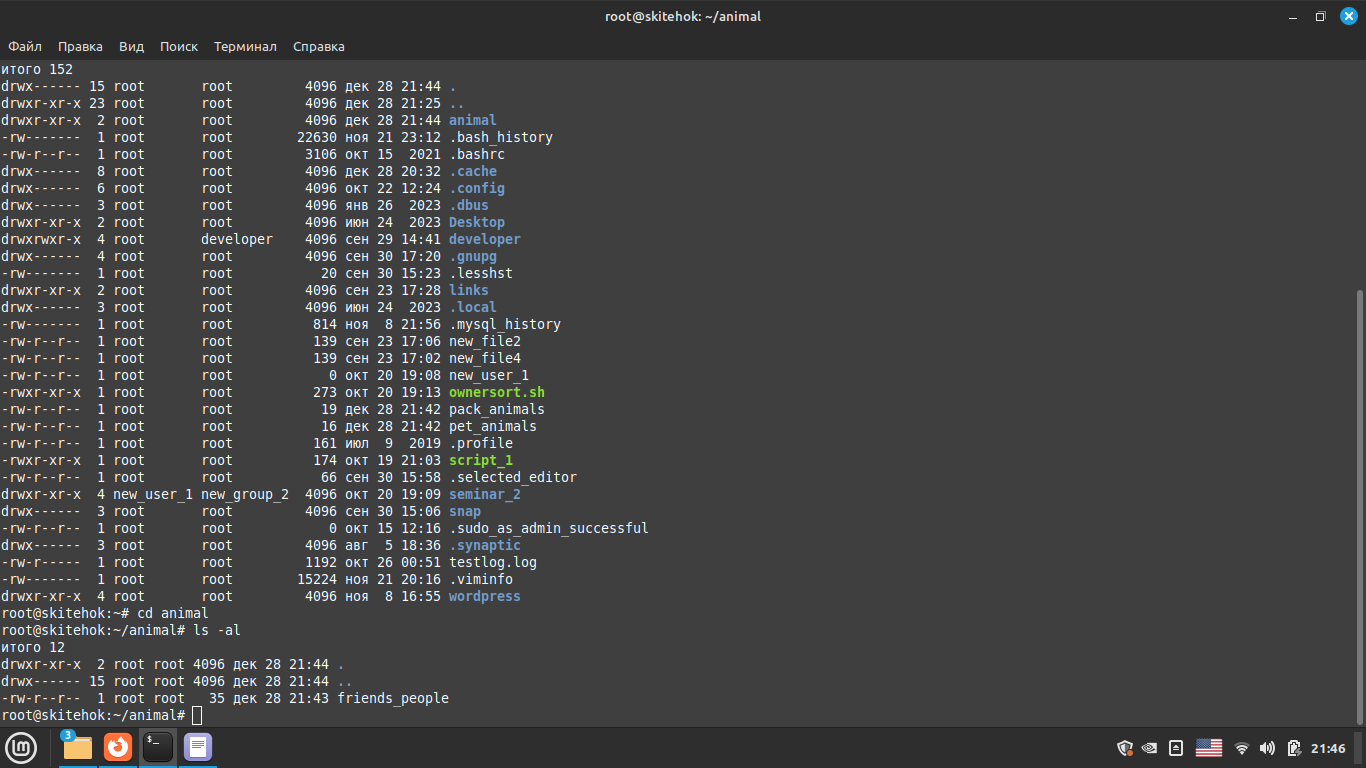 root@skitehok: ~/animal
Файл Правка Вид Поиск Терминал Справка
итого 152
drwx------ 15 root       root         4096 дек 28 21:44 .
drwxr-xr-x 23 root       root         4096 дек 28 21:25 ..
drwxr-xr-x  2 root       root         4096 дек 28 21:44 animal
-rw-------  1 root       root        22630 ноя 21 23:12 .bash_history
-rw-r--r--  1 root       root         3106 окт 15  2021 .bashrc
drwx------  8 root       root         4096 дек 28 20:32 .cache
drwx------  6 root       root         4096 окт 22 12:24 .config
drwx------  3 root       root         4096 янв 26  2023 .dbus
drwxr-xr-x  2 root       root         4096 июн 24  2023 Desktop
drwxrwxr-x  4 root       developer    4096 сен 29 14:41 developer
drwx------  4 root       root         4096 сен 30 17:20 .gnupg
-rw-------  1 root       root           20 сен 30 15:23 .lesshst
drwxr-xr-x  2 root       root         4096 сен 23 17:28 links
drwx------  3 root       root         4096 июн 24  2023 .local
-rw-------  1 root       root          814 ноя  8 21:56 .mysql_history
-rw-r--r--  1 root       root          139 сен 23 17:06 new_file2
-rw-r--r--  1 root       root          139 сен 23 17:02 new_file4
-rw-r--r--  1 root       root            0 окт 20 19:08 new_user_1
-rwxr-xr-x  1 root       root          273 окт 20 19:13 ownersort.sh
-rw-r--r--  1 root       root           19 дек 28 21:42 pack_animals
-rw-r--r--  1 root       root           16 дек 28 21:42 pet_animals
-rw-r--r--  1 root       root          161 июл  9  2019 .profile
-rwxr-xr-x  1 root       root          174 окт 19 21:03 script_1
-rw-r--r--  1 root       root           66 сен 30 15:58 .selected_editor
drwxr-xr-x  4 new_user_1 new_group_2  4096 окт 20 19:09 seminar_2
drwx------  3 root       root         4096 сен 30 15:06 snap
-rw-r--r--  1 root       root            0 окт 15 12:16 .sudo_as_admin_successful
drwx------  3 root       root         4096 авг  5 18:36 .synaptic
-rw-r-----  1 root       root         1192 окт 26 00:51 testlog.log
-rw-------  1 root       root        15224 ноя 21 20:16 .viminfo
drwxr-xr-x  4 root       root         4096 ноя  8 16:55 wordpress
root@skitehok:~# cd animal
root@skitehok:~/animal# ls -al
итого 12
drwxr-xr-x  2 root root 4096 дек 28 21:44 .
drwx------ 15 root root 4096 дек 28 21:44 ..
-rw-r--r--  1 root root   35 дек 28 21:43 friends_people
root@skitehok:~/animal#
3
$_
21:46